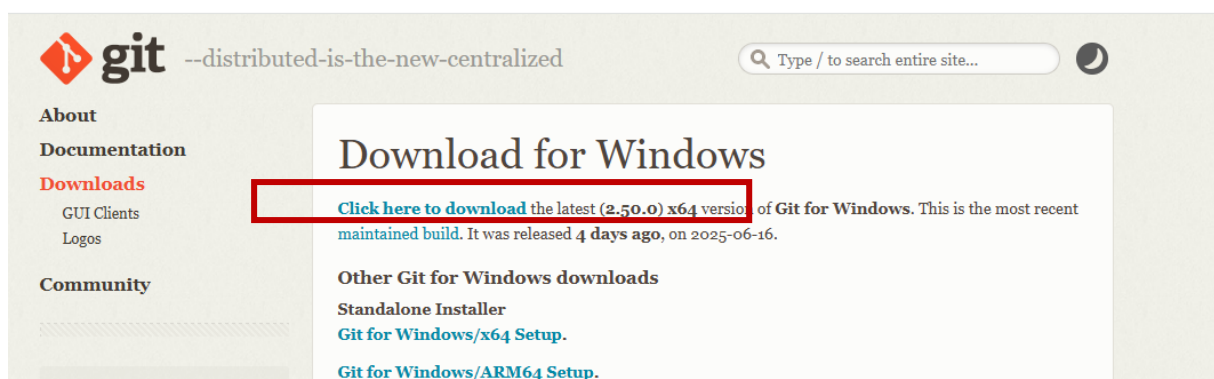 git --distributed-is-the-new-centralized
Type / to search entire site...
About
Documentation
Downloads
GUI Clients
Logos
Community
Download for Windows
Click here to download the latest (2.50.0) x64 version of Git for Windows. This is the most recent
maintained build. It was released 4 days ago, on 2025-06-16.
Other Git for Windows downloads
Standalone Installer
Git for Windows/x64 Setup.
Git for Windows/ARM64 Setup.